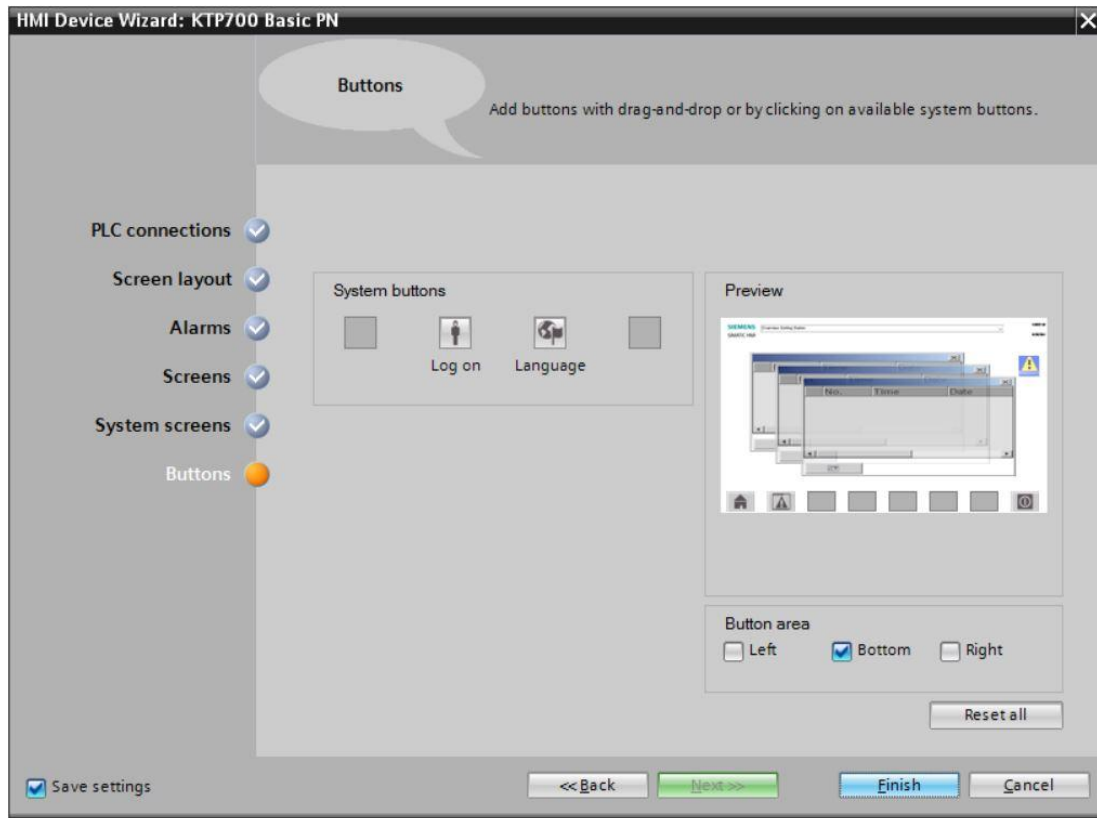 HMI Device Wizard: KTP700 Basic PN
Buttons
Add buttons with drag-and-drop or by clicking on available system buttons.
PLC connections
Screen layout
Alarms
Screens
System screens
Buttons
System buttons
Log on
Language
Preview
SIEMENS
SIMATIC HMI
No.
Time
Date
Button area
Left
Bottom
Right
Reset all
Save settings
<< Back
Next >>
Finish
Cancel